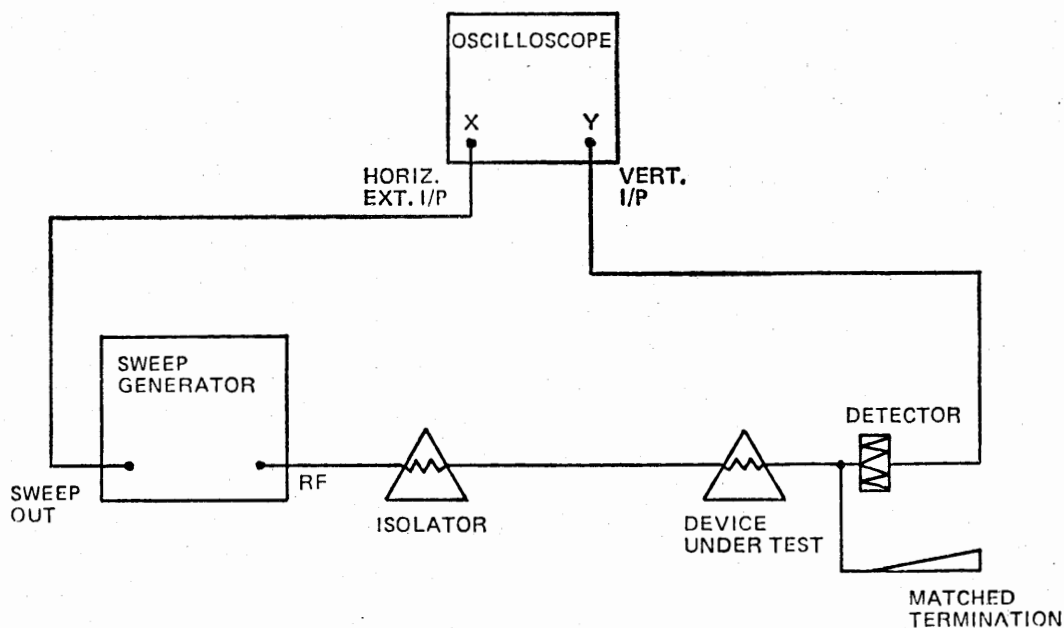 OSCILLOSCOPE
X
Y
HORIZ.
EXT. I/P
VERT.
I/P
SWEEP
GENERATOR
DETECTOR
SWEEP
OUT
RF
ISOLATOR
DEVICE
UNDER TEST
MATCHED
TERMINATION